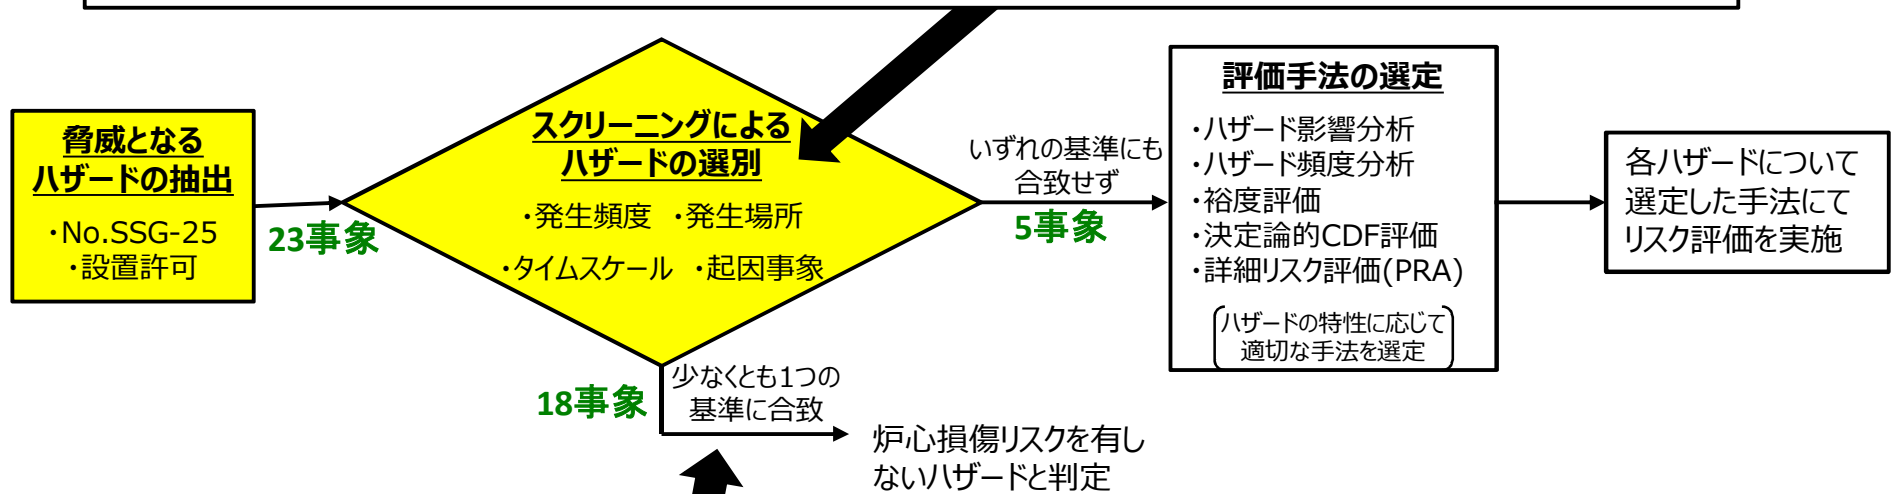 脅威となる
ハザードの抽出
・No.SSG-25
・設置許可
23事象
スクリーニングによる
ハザードの選別
・発生頻度 ・発生場所
・タイムスケール ・起因事象
いずれの基準にも
合致せず
5事象
18事象
少なくとも1つの
基準に合致
炉心損傷リスクを有し
ないハザードと判定
評価手法の選定
・ハザード影響分析
・ハザード頻度分析
・裕度評価
・決定論的CDF評価
・詳細リスク評価(PRA)
ハザードの特性に応じて
適切な手法を選定
各ハザードについて
選定した手法にて
リスク評価を実施